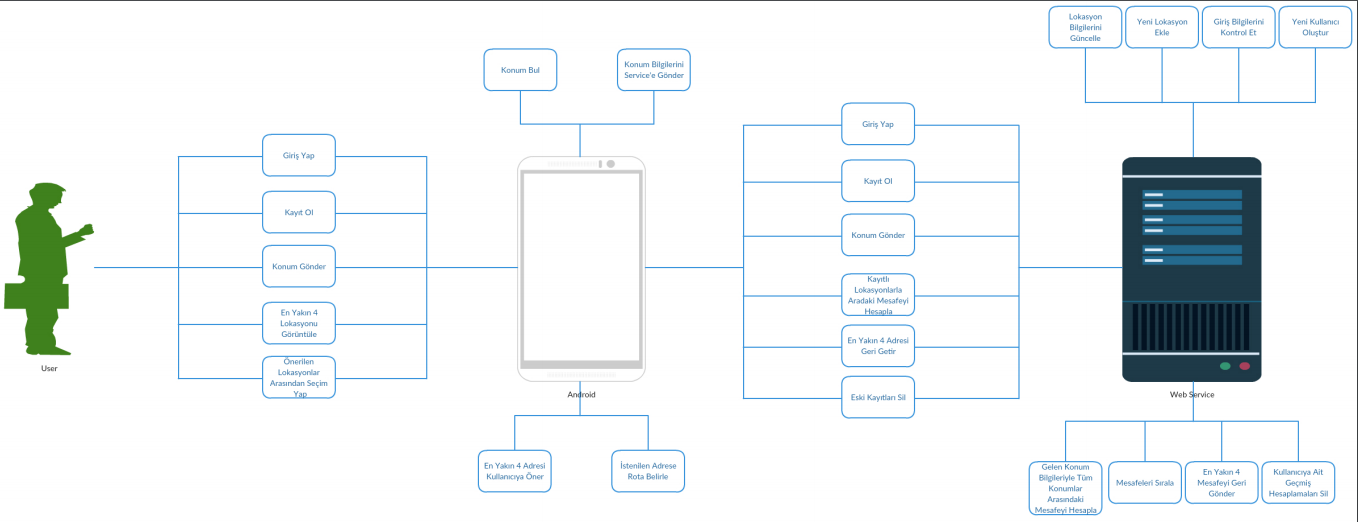 Lokasyon
Bilgilerini
Güncelle
Yeni Lokasyon
Ekle
Giriş Bilgilerini
Kontrol Et
Yeni Kullanıcı
Oluştur
Konum Bul
Konum Bilgilerini
Service'e Gönder
Giriş Yap
Kayıt Ol
Konum Gönder
En Yakın 4
Lokasyonu
Görüntüle
Önerilen
Lokasyonlar
Arasından Seçim
Yap
User
Android
Giriş Yap
Kayıt Ol
Konum Gönder
Kayıtlı
Lokasyonlarla
Aradaki Mesafeyi
Hesapla
En Yakın 4 Adresi
Geri Getir
Eski Kayıtları Sil
Web Service
En Yakın 4 Adresi
Kullanıcıya Öner
İstenilen Adrese
Rota Belirle
Gelen Konum
Bilgileriyle Tüm
Konumlar
Arasındaki
Mesafeyi Hesapla
Mesafeleri Sırala
En Yakın 4
Mesafeyi Geri
Gönder
Kullanıcıya Ait
Geçmiş
Hesaplamaları Sil